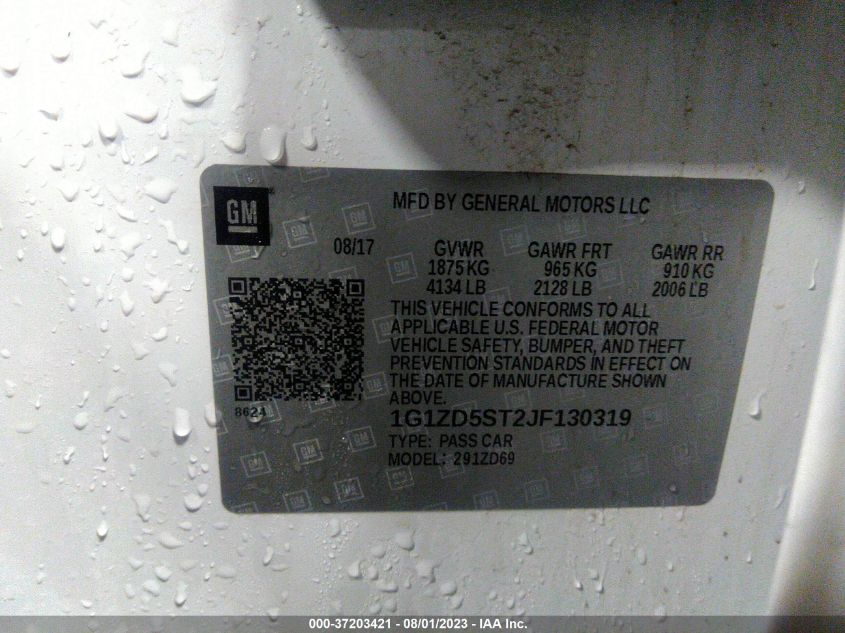 GM
MFD BY GENERAL MOTORS LLC
08/17 GVWR GAWR FRT GAWR RR
1875 KG 965 KG 910 KG
4134 LB 2128 LB 2006 LB
THIS VEHICLE CONFORMS TO ALL
APPLICABLE U.S. FEDERAL MOTOR
VEHICLE SAFETY, BUMPER, AND THEFT
PREVENTION STANDARDS IN EFFECT ON
THE DATE OF MANUFACTURE SHOWN
ABOVE.
8624
1G1ZD5ST2JF130319
TYPE: PASS CAR
MODEL: 291ZD69
000-37203421 - 08/01/2023 - IAA Inc.